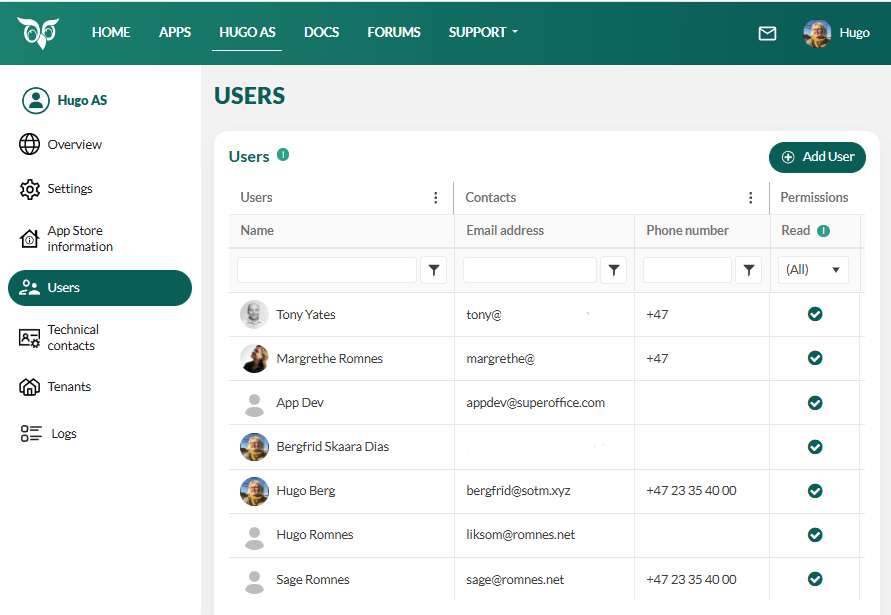 HOME APPS HUGO AS DOCS FORUMS SUPPORT Hugo
Hugo AS
Overview
Settings
App Store
information
Users
Technical
contacts
Tenants
Logs
USERS
Users Add User
Users Contacts Permissions
Name Email address Phone number Read
(All)
Tony Yates tony@ +47
Margrethe Romnes margrethe@ +47
App Dev appdev@superoffice.com
Bergfrid Skaara Dias
Hugo Berg bergfrid@sotm.xyz +47 23 35 40 00
Hugo Romnes liksom@romnes.net
Sage Romnes sage@romnes.net +47 23 35 40 00